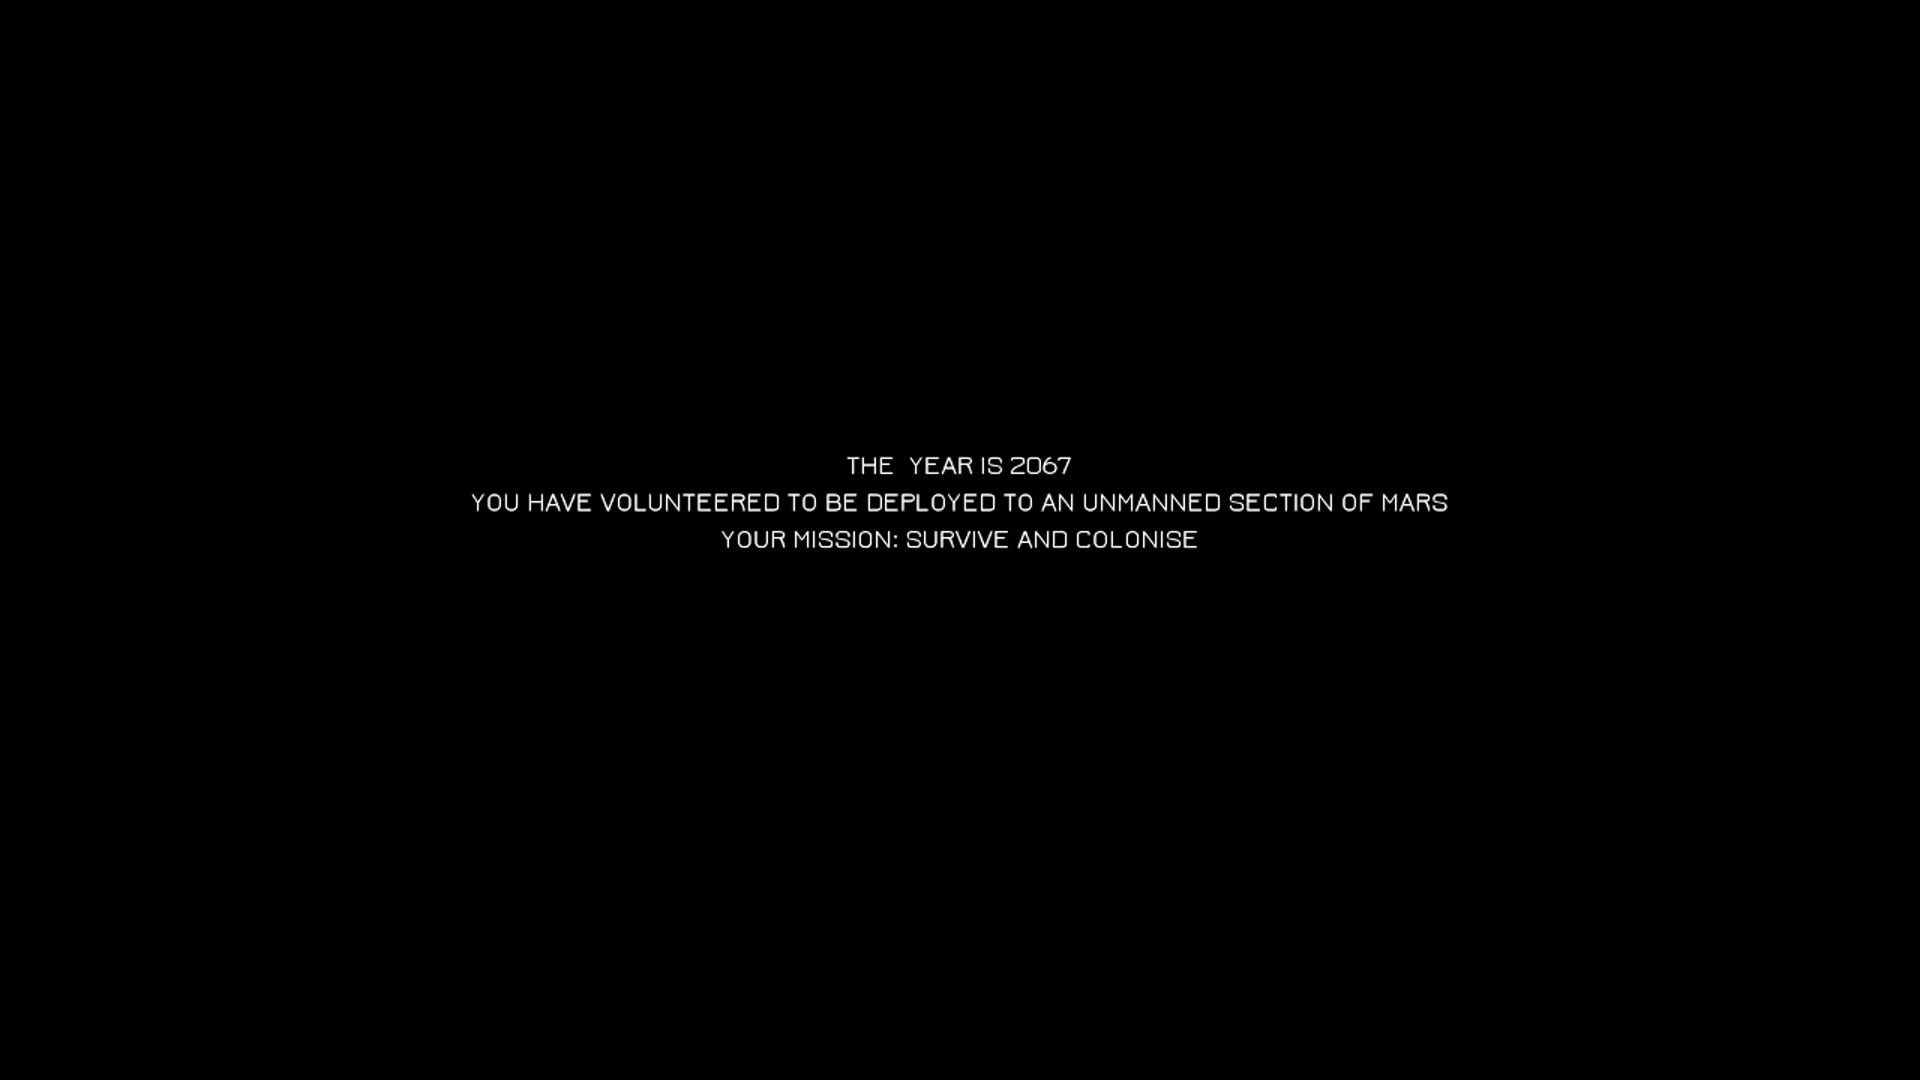 THE  YEAR IS 2067
YOU HAVE VOLUNTEERED TO BE DEPLOYED TO AN UNMANNED SECTION OF MARS
YOUR MISSION: SURVIVE AND COLONISE